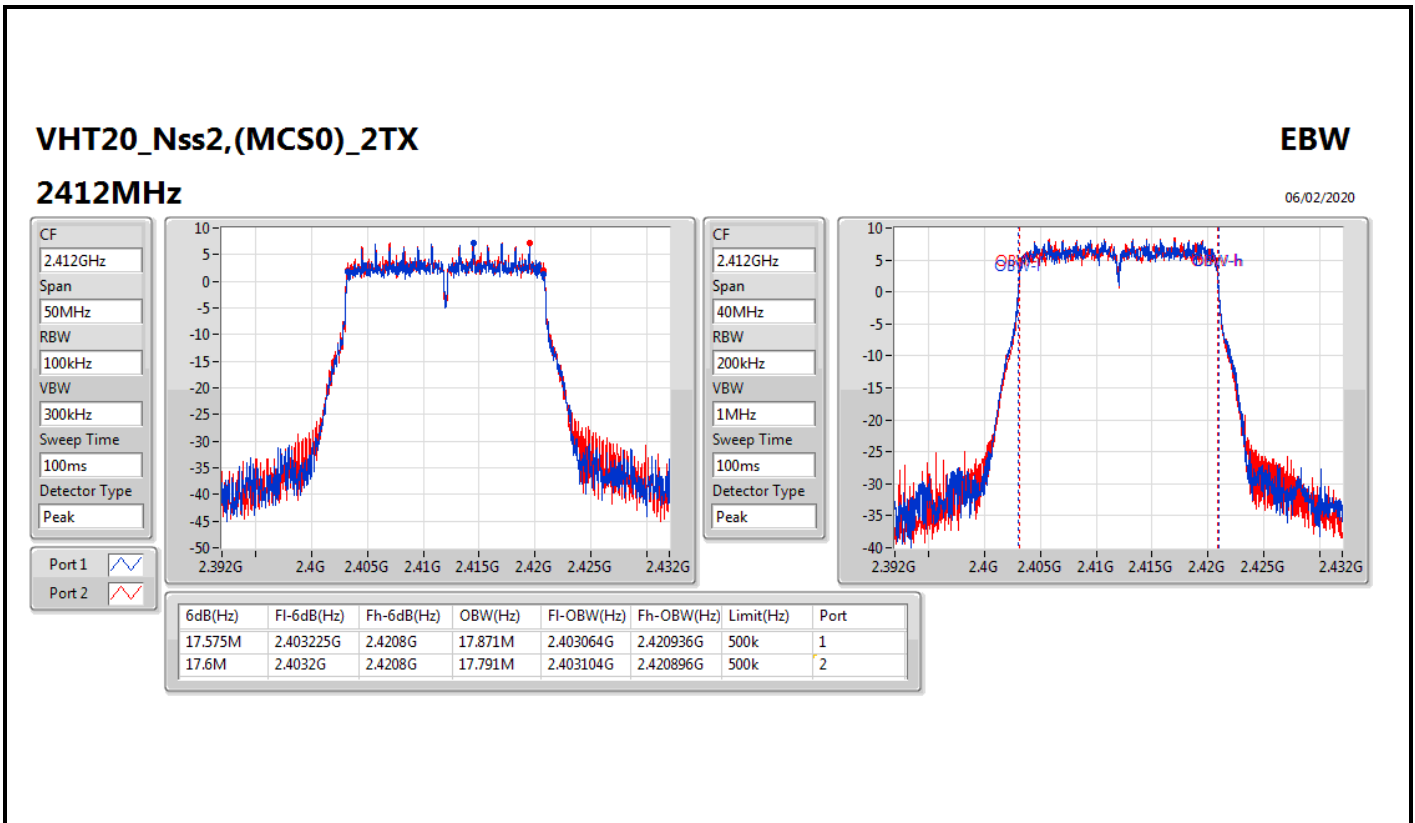 VHT20_Nss2,(MCS0)_2TX EBW
2412MHz 06/02/2020
CF
2.412GHz
Span
50MHz
RBW
100kHz
VBW
300kHz
Sweep Time
100ms
Detector Type
Peak
Port 1
Port 2
10
5
0
-5
-10
-15
-20
-25
-30
-35
-40
-45
-50
2.392G 2.4G 2.405G 2.41G 2.415G 2.42G 2.425G 2.432G
CF
2.412GHz
Span
40MHz
RBW
200kHz
VBW
1MHz
Sweep Time
100ms
Detector Type
Peak
10
5
0
-5
-10
-15
-20
-25
-30
-35
-40
OBW-l OBW-h
2.392G 2.4G 2.405G 2.41G 2.415G 2.42G 2.425G 2.432G
6dB(Hz) Fl-6dB(Hz) Fh-6dB(Hz) OBW(Hz) Fl-OBW(Hz) Fh-OBW(Hz) Limit(Hz) Port
17.575M 2.403225G 2.4208G 17.871M 2.403064G 2.420936G 500k 1
17.6M 2.4032G 2.4208G 17.791M 2.403104G 2.420896G 500k 2